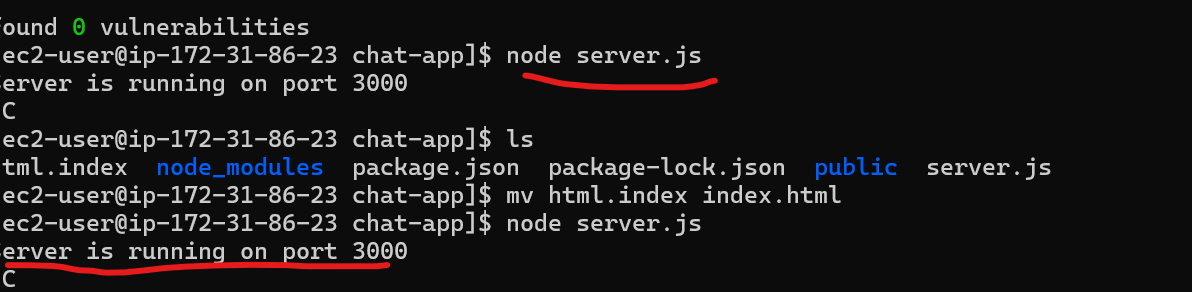 ound 0 vulnerabilities
ec2-user@ip-172-31-86-23 chat-app]$ node server.js
erver is running on port 3000
C
ec2-user@ip-172-31-86-23 chat-app]$ ls
tml.index  node_modules  package.json  package-lock.json  public  server.js
ec2-user@ip-172-31-86-23 chat-app]$ mv html.index index.html
ec2-user@ip-172-31-86-23 chat-app]$ node server.js
erver is running on port 3000
C